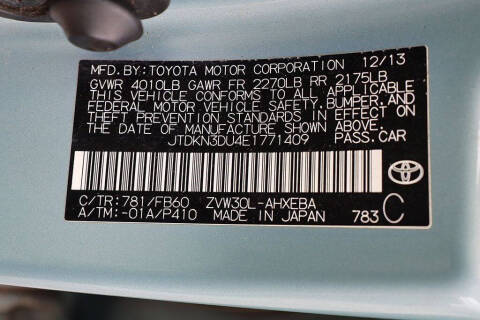 MFD.BY: TOYOTA MOTOR CORPORATION 12/13
GVWR 4010LB GAWR FR 2270LB RR 2175LB
THIS VEHICLE CONFORMS TO ALL APPLICABLE
FEDERAL MOTOR VEHICLE SAFETY, BUMPER, AND
THEFT PREVENTION STANDARDS IN EFFECT ON
THE DATE OF MANUFACTURE SHOWN ABOVE.
JTDKN3DU4E1771409 PASS.CAR
C/TR: 781/FB60 ZVW30L-AHXEBA
A/TM: -01A/P410 MADE IN JAPAN 783 C